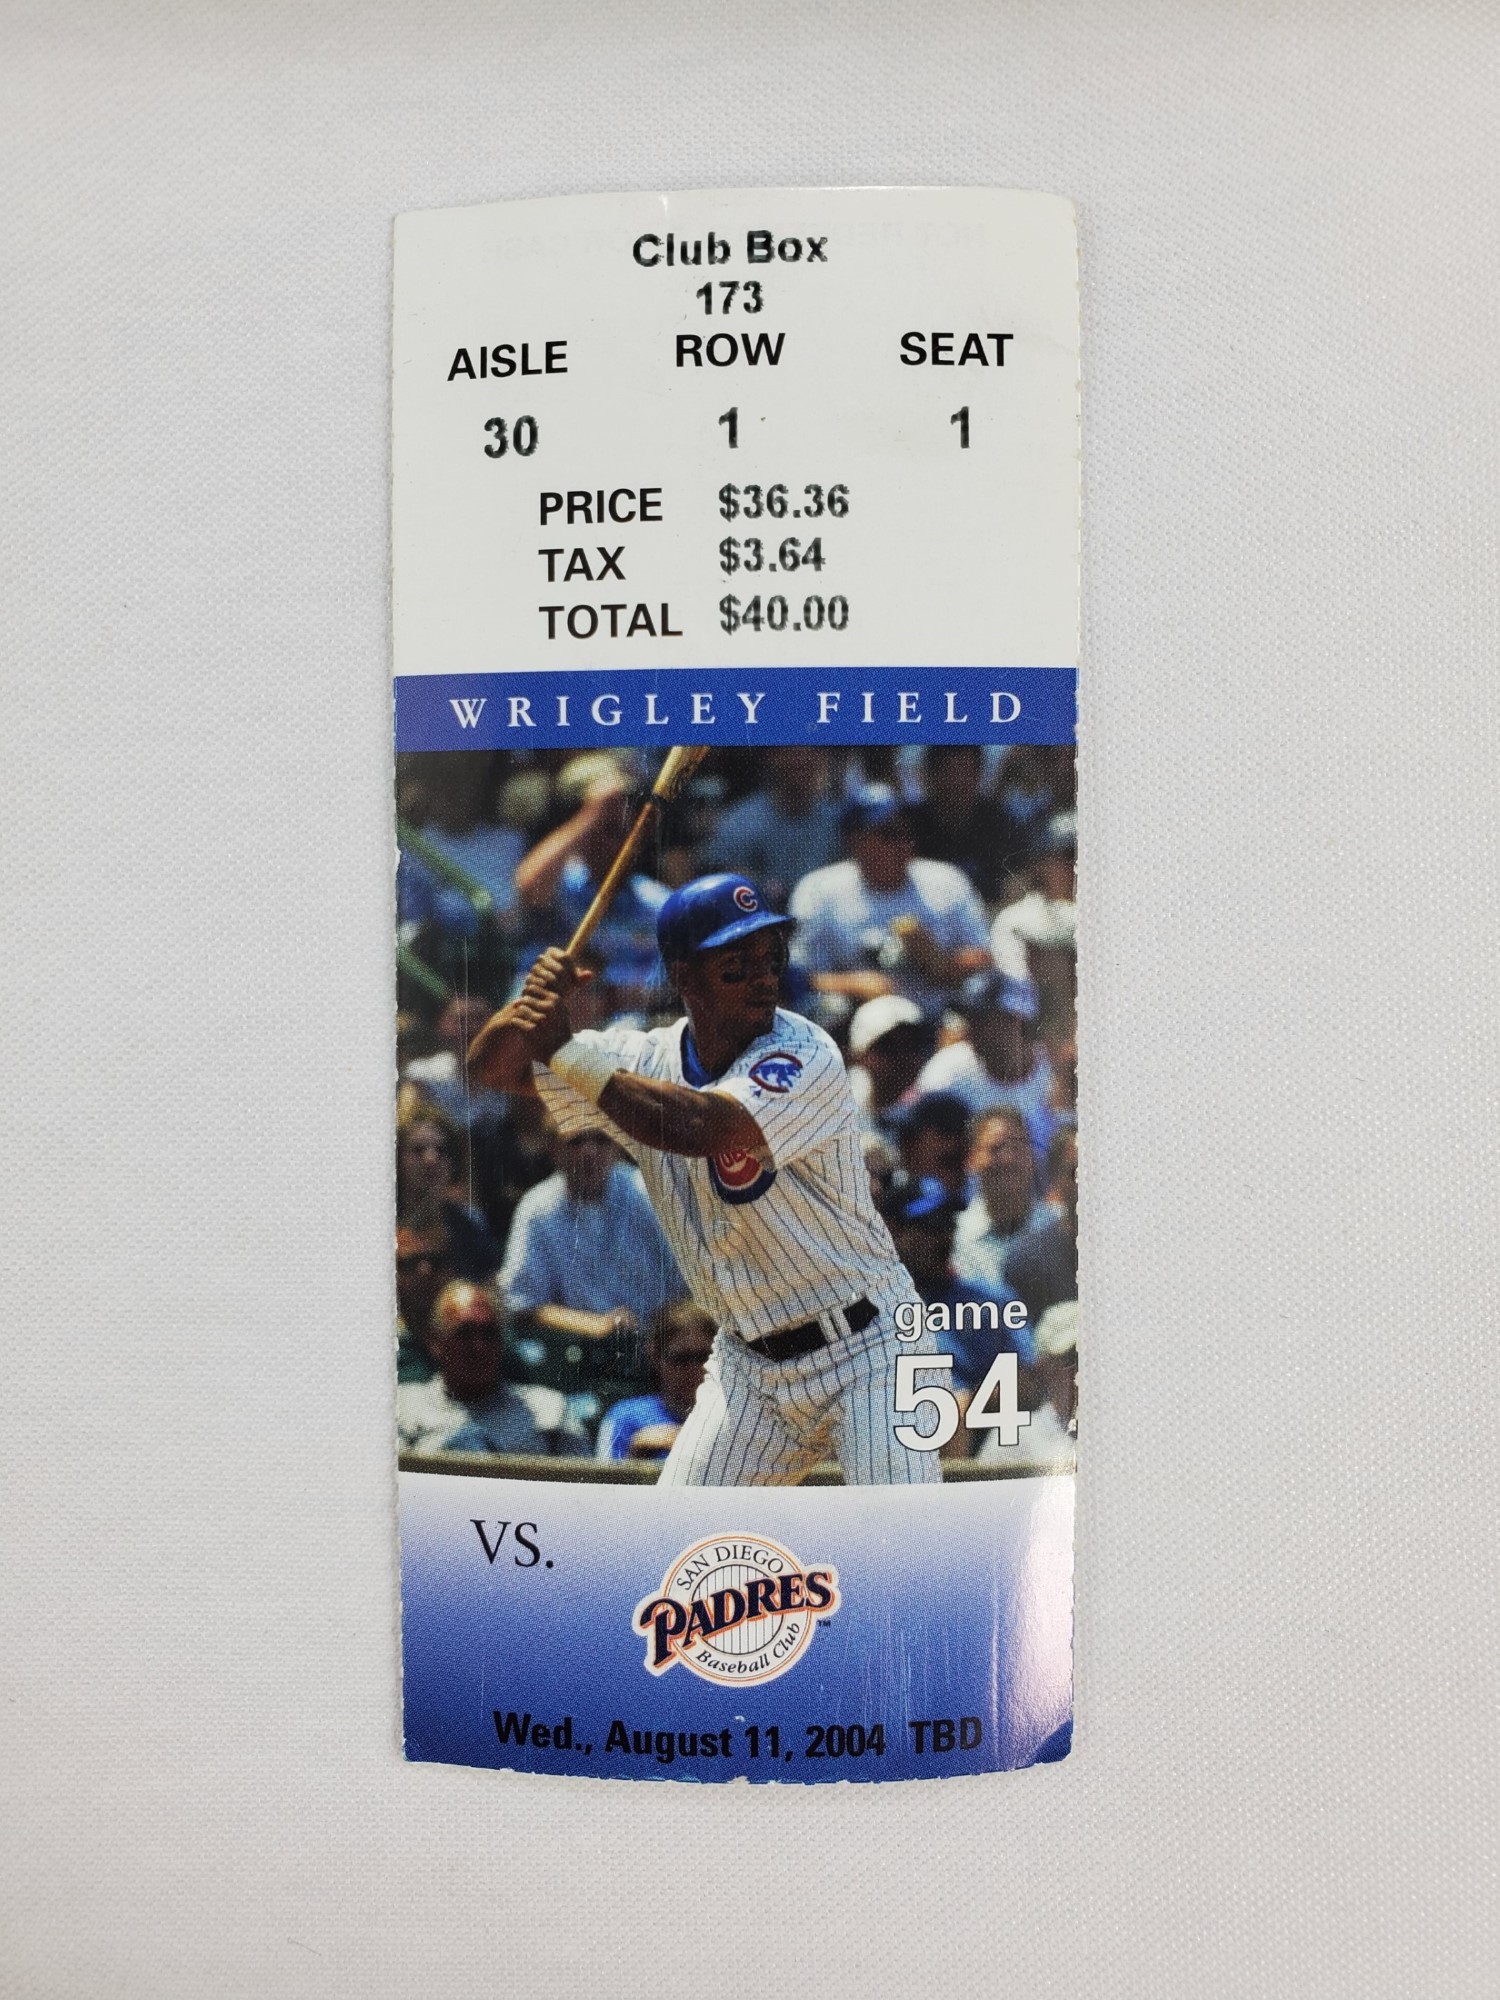 Club Box
173
AISLE ROW SEAT
30 1 1
PRICE $36.36
TAX $3.64
TOTAL $40.00
WRIGLEY FIELD
C
game
54
VS.
SAN DIEGO
PADRES
TM
Baseball Club
Wed., August 11, 2004 TBD